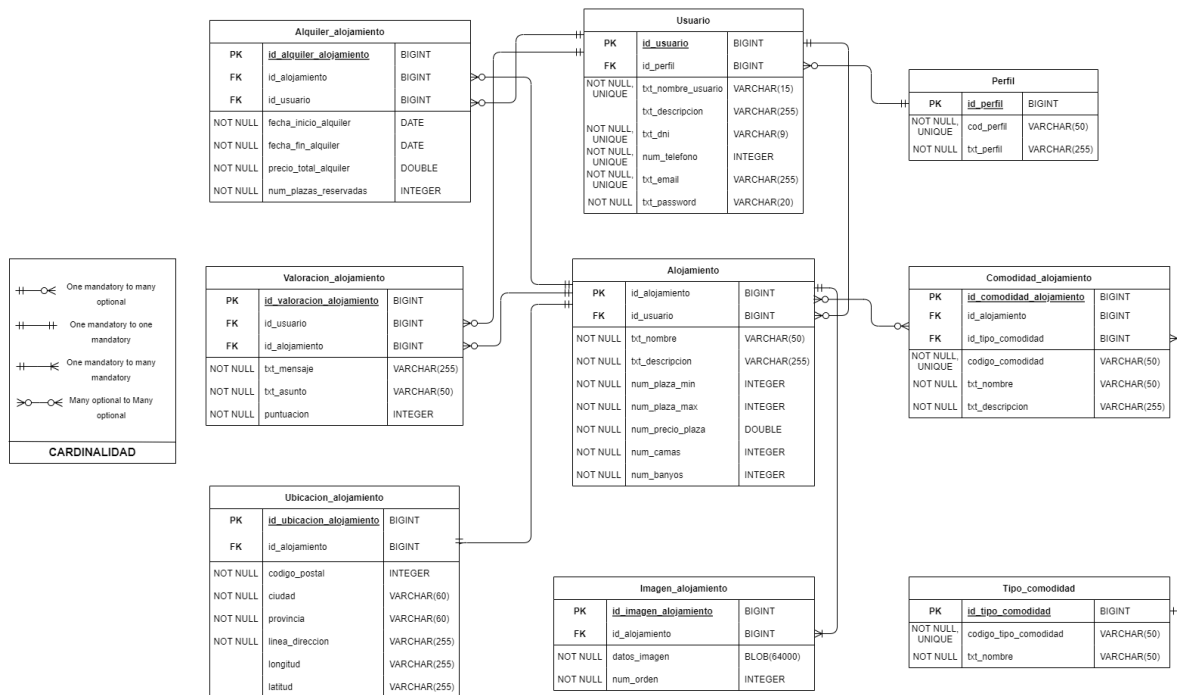 Alquiler_alojamiento
PK id_alquiler_alojamiento BIGINT
FK id_alojamiento BIGINT
FK id_usuario BIGINT
NOT NULL fecha_inicio_alquiler DATE
NOT NULL fecha_fin_alquiler DATE
NOT NULL precio_total_alquiler DOUBLE
NOT NULL num_plazas_reservadas INTEGER
Usuario
PK id_usuario BIGINT
FK id_perfil BIGINT
NOT NULL, UNIQUE txt_nombre_usuario VARCHAR(15)
txt_descripcion VARCHAR(255)
NOT NULL, UNIQUE txt_dni VARCHAR(9)
NOT NULL, UNIQUE num_telefono INTEGER
NOT NULL, UNIQUE txt_email VARCHAR(255)
NOT NULL txt_password VARCHAR(20)
Perfil
PK id_perfil BIGINT
NOT NULL, UNIQUE cod_perfil VARCHAR(50)
NOT NULL txt_perfil VARCHAR(255)
One mandatory to many optional
One mandatory to one mandatory
One mandatory to many mandatory
Many optional to Many optional
CARDINALIDAD
Valoracion_alojamiento
PK id_valoracion_alojamiento BIGINT
FK id_usuario BIGINT
FK id_alojamiento BIGINT
NOT NULL txt_mensaje VARCHAR(255)
NOT NULL txt_asunto VARCHAR(50)
NOT NULL puntuacion INTEGER
Alojamiento
PK id_alojamiento BIGINT
FK id_usuario BIGINT
NOT NULL txt_nombre VARCHAR(50)
NOT NULL txt_descripcion VARCHAR(255)
NOT NULL num_plaza_min INTEGER
NOT NULL num_plaza_max INTEGER
NOT NULL num_precio_plaza DOUBLE
NOT NULL num_camas INTEGER
NOT NULL num_banyos INTEGER
Comodidad_alojamiento
PK id_comodidad_alojamiento BIGINT
FK id_alojamiento BIGINT
FK id_tipo_comodidad BIGINT
NOT NULL, UNIQUE codigo_comodidad VARCHAR(50)
NOT NULL txt_nombre VARCHAR(50)
NOT NULL txt_descripcion VARCHAR(255)
Ubicacion_alojamiento
PK id_ubicacion_alojamiento BIGINT
FK id_alojamiento BIGINT
NOT NULL codigo_postal INTEGER
NOT NULL ciudad VARCHAR(60)
NOT NULL provincia VARCHAR(60)
NOT NULL linea_direccion VARCHAR(255)
longitud VARCHAR(255)
latitud VARCHAR(255)
Imagen_alojamiento
PK id_imagen_alojamiento BIGINT
FK id_alojamiento BIGINT
NOT NULL datos_imagen BLOB(64000)
NOT NULL num_orden INTEGER
Tipo_comodidad
PK id_tipo_comodidad BIGINT
NOT NULL, UNIQUE codigo_tipo_comodidad VARCHAR(50)
NOT NULL txt_nombre VARCHAR(50)